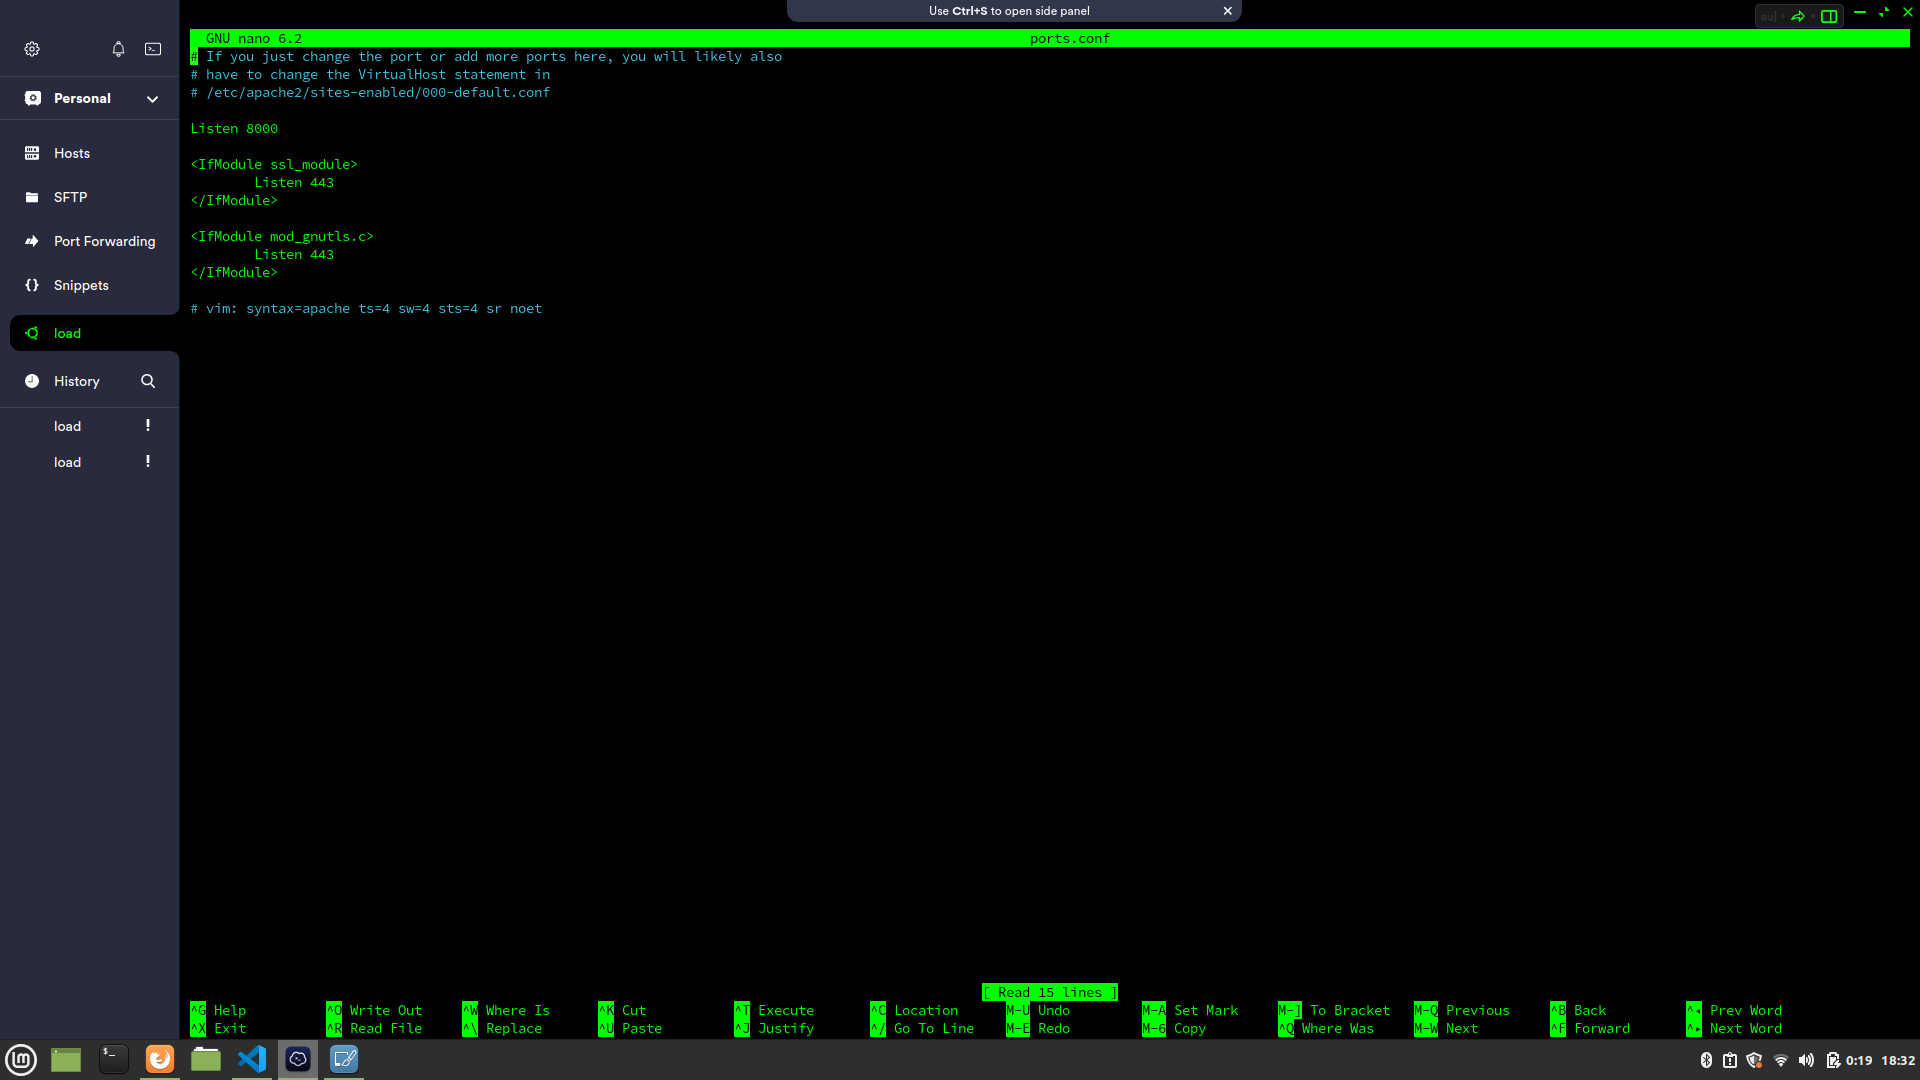 Use Ctrl+S to open side panel
GNU nano 6.2 ports.conf
# If you just change the port or add more ports here, you will likely also
# have to change the VirtualHost statement in
# /etc/apache2/sites-enabled/000-default.conf
Listen 8000
<IfModule ssl_module>
Listen 443
</IfModule>
<IfModule mod_gnutls.c>
Listen 443
</IfModule>
# vim: syntax=apache ts=4 sw=4 sts=4 sr noet
Personal
Hosts
SFTP
Port Forwarding
{} Snippets
load
History
load !
load !
[ Read 15 lines ]
^G Help ^O Write Out ^W Where Is ^K Cut ^T Execute ^C Location M-U Undo M-A Set Mark M-] To Bracket M-Q Previous ^B Back ^◂ Prev Word
^X Exit ^R Read File ^\ Replace ^U Paste ^J Justify ^/ Go To Line M-E Redo M-6 Copy ^Q Where Was M-W Next ^F Forward ^▸ Next Word
0:19 18:32